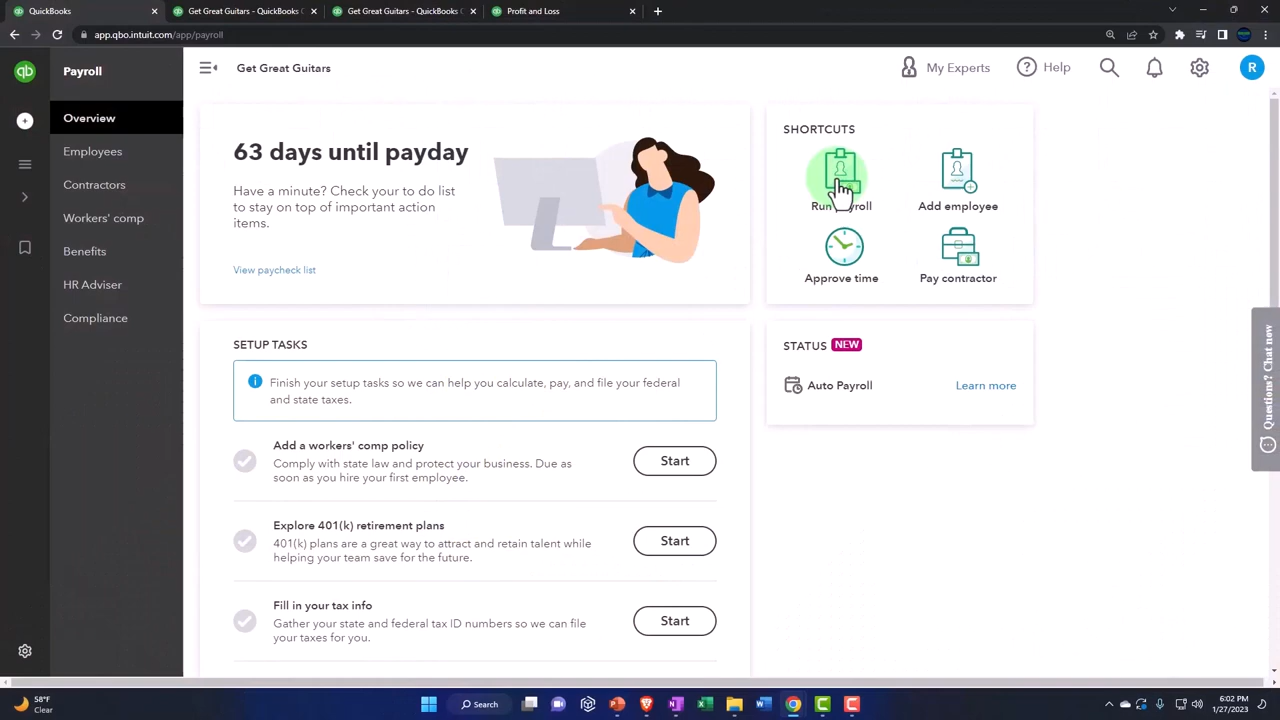 QuickBooks
Get Great Guitars - QuickBooks C
Get Great Guitars - QuickBooks C
Profit and Loss
app.qbo.intuit.com/app/payroll
qb
Payroll
Get Great Guitars
My Experts
Help
R
Overview
Employees
Contractors
Workers' comp
Benefits
HR Adviser
Compliance
63 days until payday
Have a minute? Check your to do list
to stay on top of important action
items.
View paycheck list
SHORTCUTS
Run Payroll
Add employee
Approve time
Pay contractor
SETUP TASKS
Finish your setup tasks so we can help you calculate, pay, and file your federal
and state taxes.
STATUS NEW
Auto Payroll
Learn more
Add a workers' comp policy
Comply with state law and protect your business. Due as
soon as you hire your first employee.
Start
Explore 401(k) retirement plans
401(k) plans are a great way to attract and retain talent while
helping your team save for the future.
Start
Fill in your tax info
Gather your state and federal tax ID numbers so we can file
your taxes for you.
Start
Questions? Chat now
58°F
Clear
Search
6:02 PM
1/27/2023